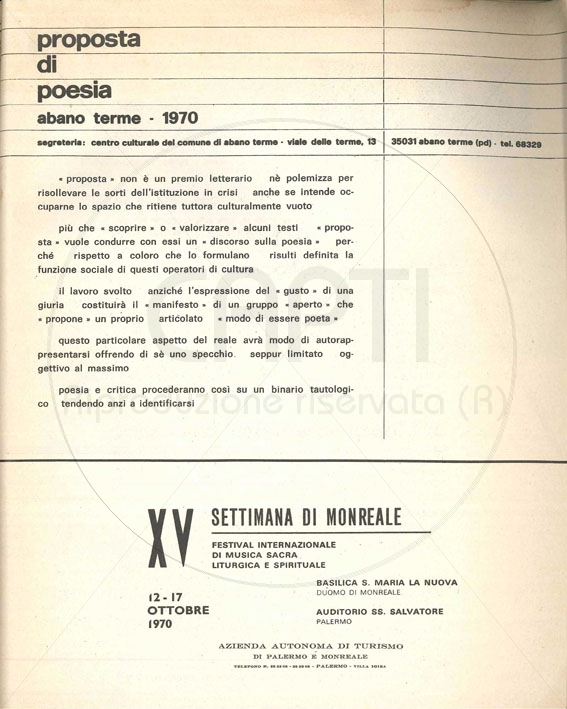 proposta
di
poesia
abano terme - 1970
segreteria: centro culturale del comune di abano terme - viale delle terme, 13 35031 abano terme (pd) - tel. 68329
« proposta » non è un premio letterario nè polemizza per
risollevare le sorti dell'istituzione in crisi anche se intende oc-
cuparne lo spazio che ritiene tuttora culturalmente vuoto
più che « scoprire » o « valorizzare » alcuni testi « propo-
sta » vuole condurre con essi un « discorso sulla poesia » per-
ché rispetto a coloro che lo formulano risulti definita la
funzione sociale di questi operatori di cultura
il lavoro svolto anziché l'espressione del « gusto » di una
giuria costituirà il « manifesto » di un gruppo « aperto » che
« propone » un proprio articolato « modo di essere poeta »
questo particolare aspetto del reale avrà modo di autorap-
presentarsi offrendo di sè uno specchio seppur limitato og-
gettivo al massimo
poesia e critica procederanno così su un binario tautologi-
co tendendo anzi a identificarsi
riproduzione riservata (R)
XV SETTIMANA DI MONREALE
FESTIVAL INTERNAZIONALE
DI MUSICA SACRA
LITURGICA E SPIRITUALE
BASILICA S. MARIA LA NUOVA
DUOMO DI MONREALE
12 - 17
OTTOBRE
1970
AUDITORIO SS. SALVATORE
PALERMO
AZIENDA AUTONOMA DI TURISMO
DI PALERMO E MONREALE
TELEFONO N. - PALERMO - VILLA IGIEA